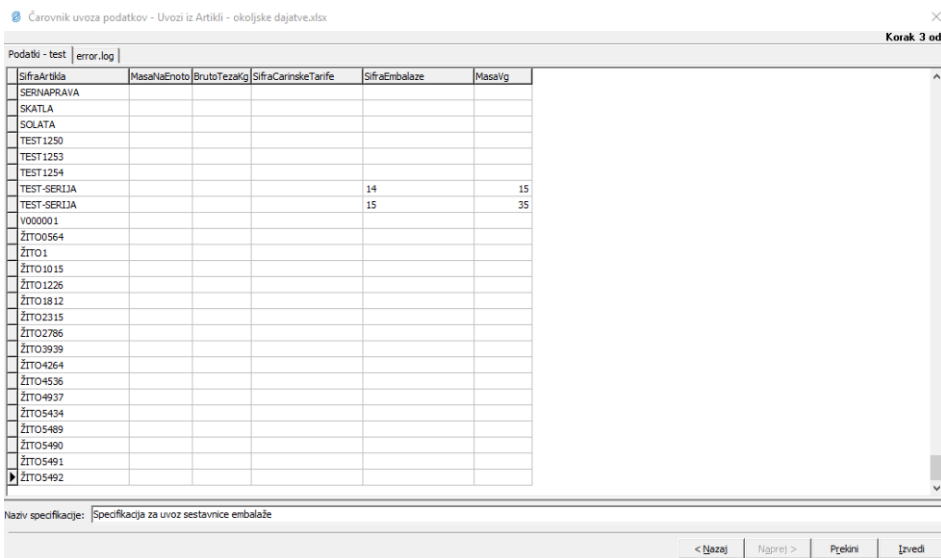 Čarovnik uvoza podatkov - Uvozi iz Artikli - okoljske dajatve.xlsx
Korak 3 od
Podatki - test error.log
SifraArtikla MasaNaEnoto BrutoTezaKg SifraCarinskeTarife SifraEmbalaze MasaVg
SERNAPRAVA
SKATLA
SOLATA
TEST1250
TEST1253
TEST1254
TEST-SERIJA 14 15
TEST-SERIJA 15 35
V000001
ŽITO0564
ŽITO1
ŽITO1015
ŽITO1226
ŽITO1812
ŽITO2315
ŽITO2786
ŽITO3939
ŽITO4264
ŽITO4536
ŽITO4937
ŽITO5434
ŽITO5489
ŽITO5490
ŽITO5491
ŽITO5492
Naziv specifikacije: Specifikacija za uvoz sestavnice embalaže
< Nazaj Naprej > Prekini Izvedi